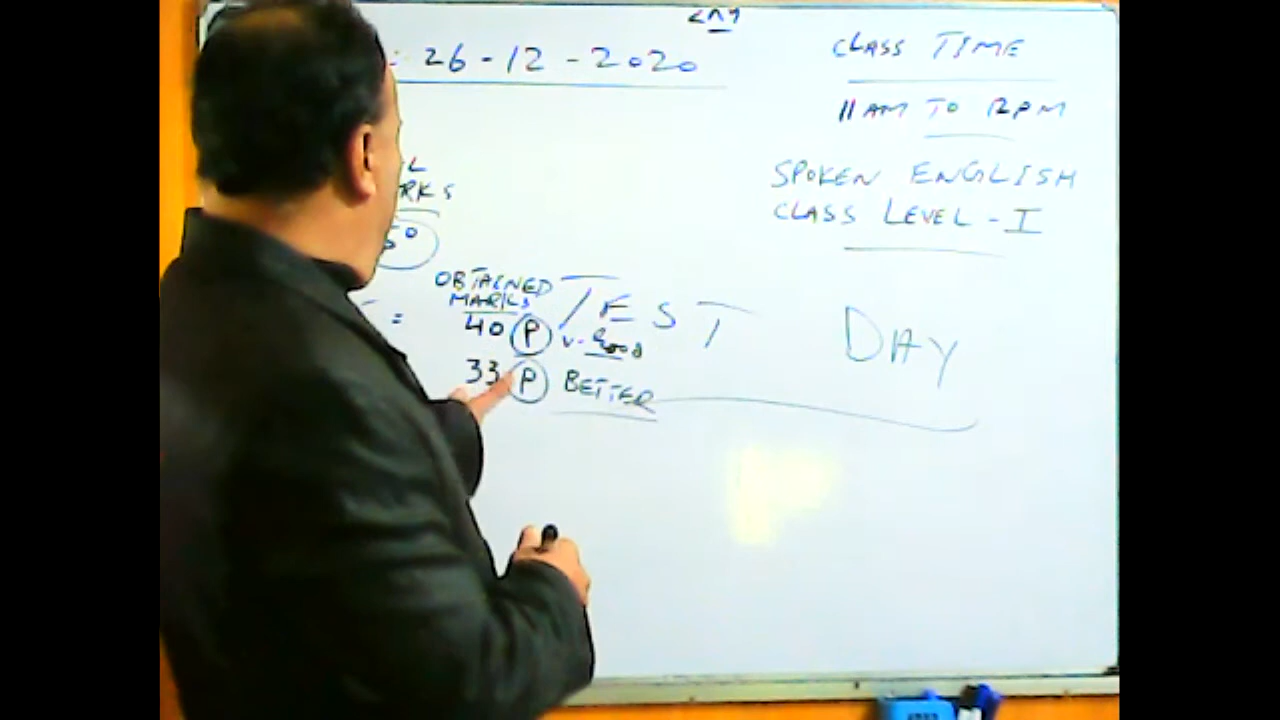 : 26-12-2020
CLASS TIME
11 AM TO 12 PM
SPOKEN ENGLISH
CLASS LEVEL - I
RKS
50
OBTAINED
MARKS
TEST DAY
= 40 P V. Good
33 P BETTER